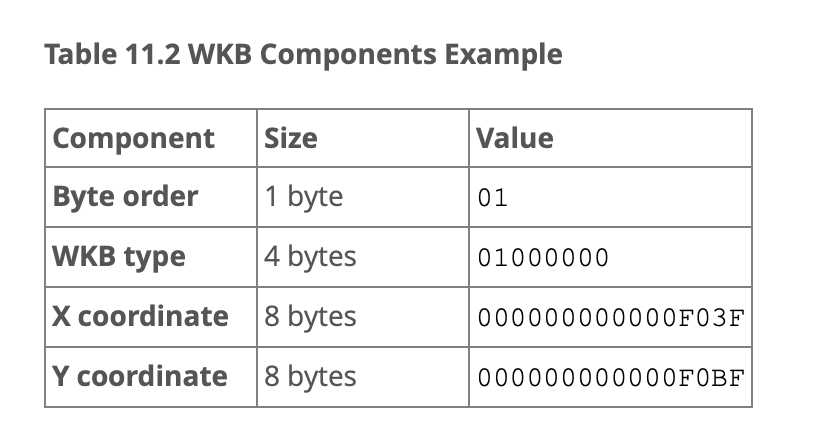 Table 11.2 WKB Components Example
Component Size Value
Byte order 1 byte 01
WKB type 4 bytes 01000000
X coordinate 8 bytes 000000000000F03F
Y coordinate 8 bytes 000000000000F0BF